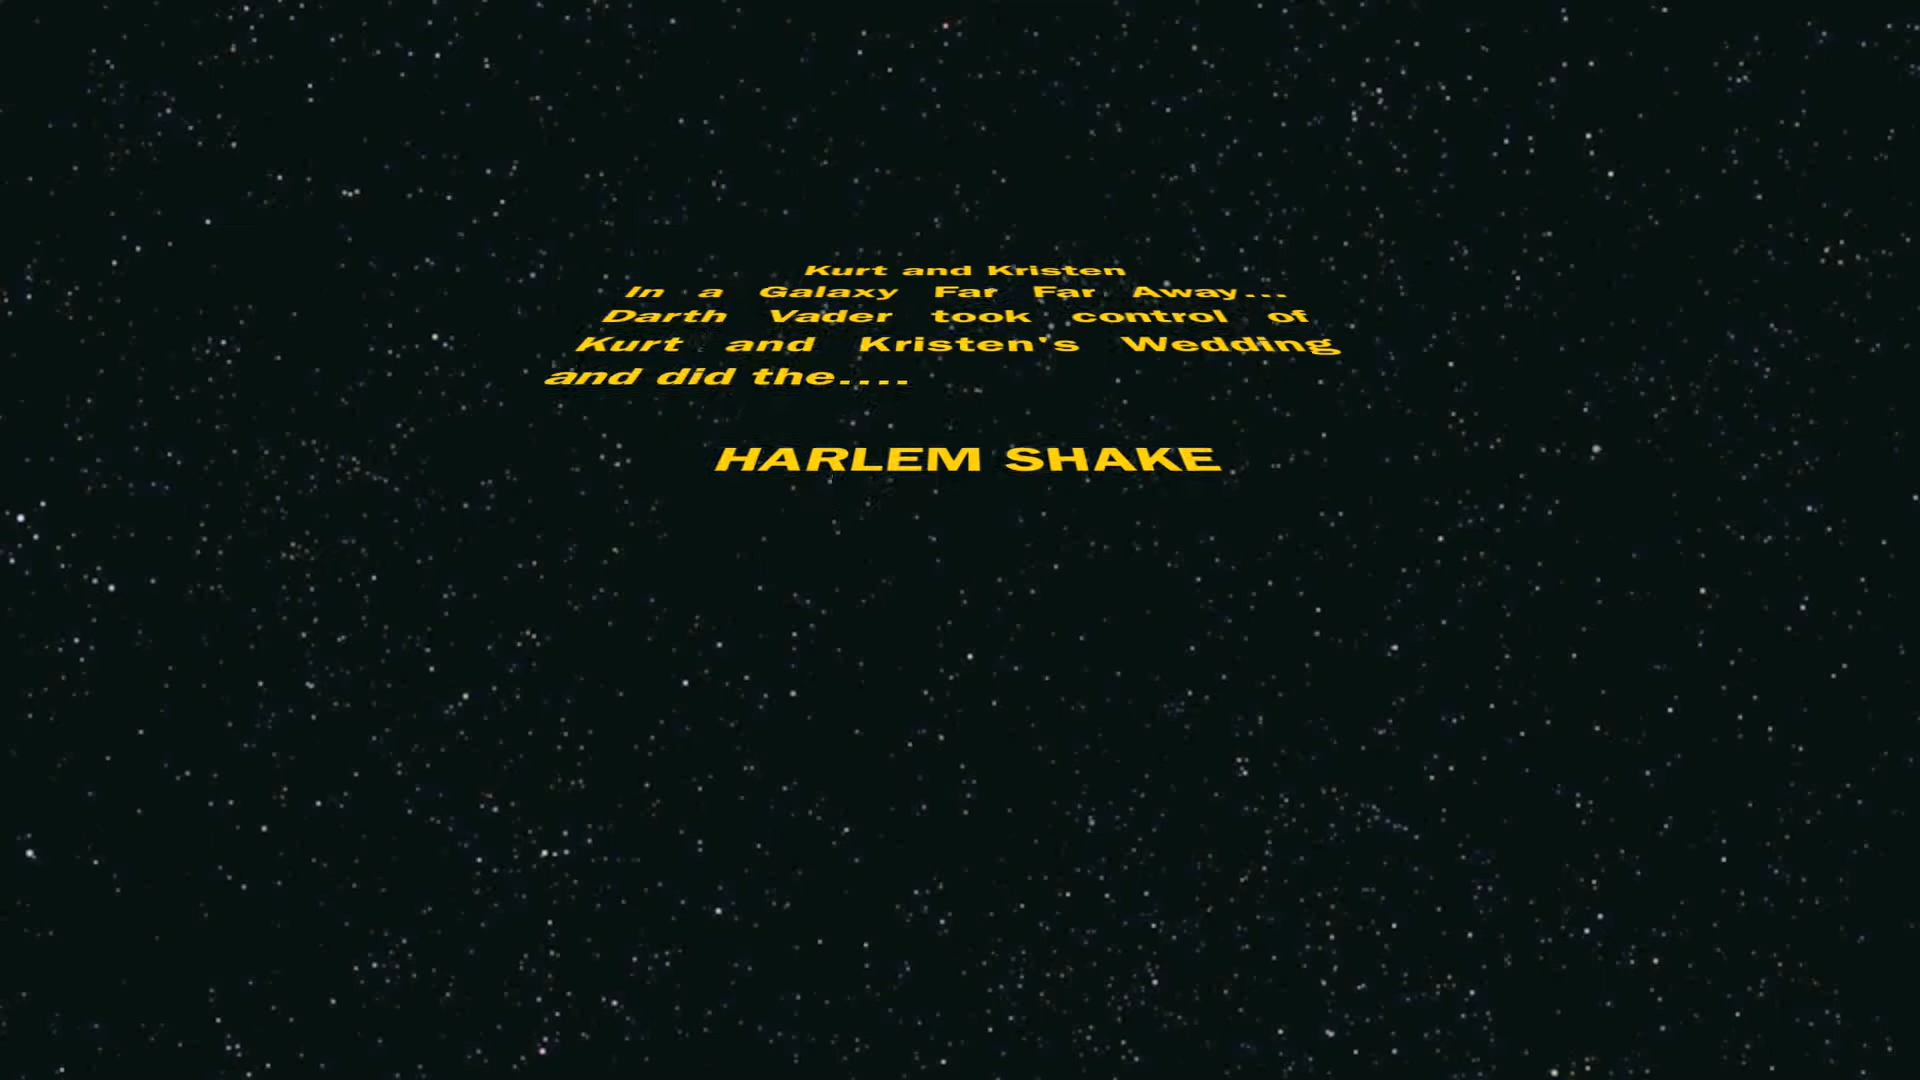 Kurt and Kristen
In a Galaxy Far Far Away...
Darth Vader took control of
Kurt and Kristen's Wedding
and did the....
HARLEM SHAKE